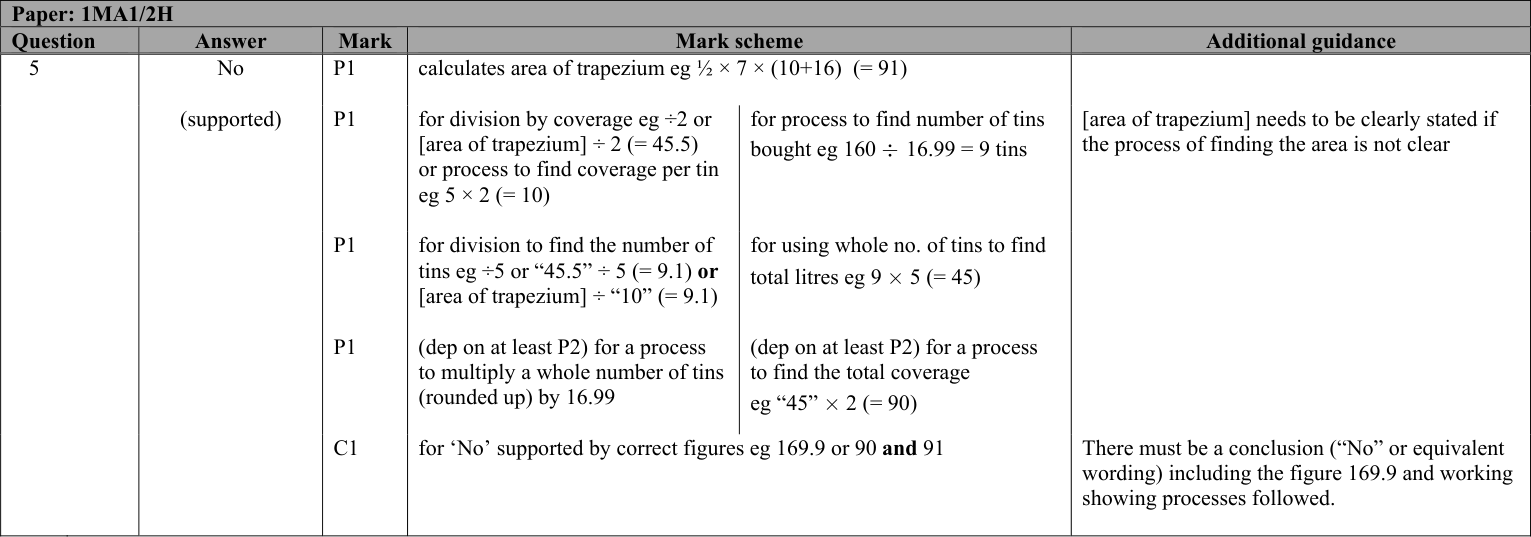 Paper: 1MA1/2H
Question Answer Mark Mark scheme Additional guidance
5 No P1 calculates area of trapezium eg ½ × 7 × (10+16) (= 91)
(supported) P1 for division by coverage eg ÷2 or
[area of trapezium] ÷ 2 (= 45.5)
or process to find coverage per tin
eg 5 × 2 (= 10)
for process to find number of tins
bought eg 160 ÷ 16.99 = 9 tins
[area of trapezium] needs to be clearly stated if
the process of finding the area is not clear
P1 for division to find the number of
tins eg ÷5 or “45.5” ÷ 5 (= 9.1) or
[area of trapezium] ÷ “10” (= 9.1)
for using whole no. of tins to find
total litres eg 9 × 5 (= 45)
P1 (dep on at least P2) for a process
to multiply a whole number of tins
(rounded up) by 16.99
(dep on at least P2) for a process
to find the total coverage
eg “45” × 2 (= 90)
C1 for ‘No’ supported by correct figures eg 169.9 or 90 and 91
There must be a conclusion (“No” or equivalent
wording) including the figure 169.9 and working
showing processes followed.